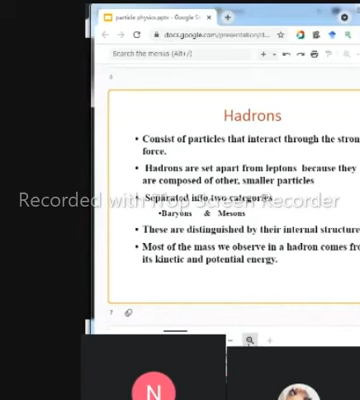 particle physics.pptx - Google Sl
docs.google.com/presentation/d...
Search the menus (Alt+/)
Hadrons
• Consist of particles that interact through the stron
force.
• Hadrons are set apart from leptons because they
are composed of other, smaller particles
• Separated into two categories
•Baryons & Mesons
• These are distinguished by their internal structure
• Most of the mass we observe in a hadron comes fro
its kinetic and potential energy.
Recorded with iTop Screen Recorder
7
N